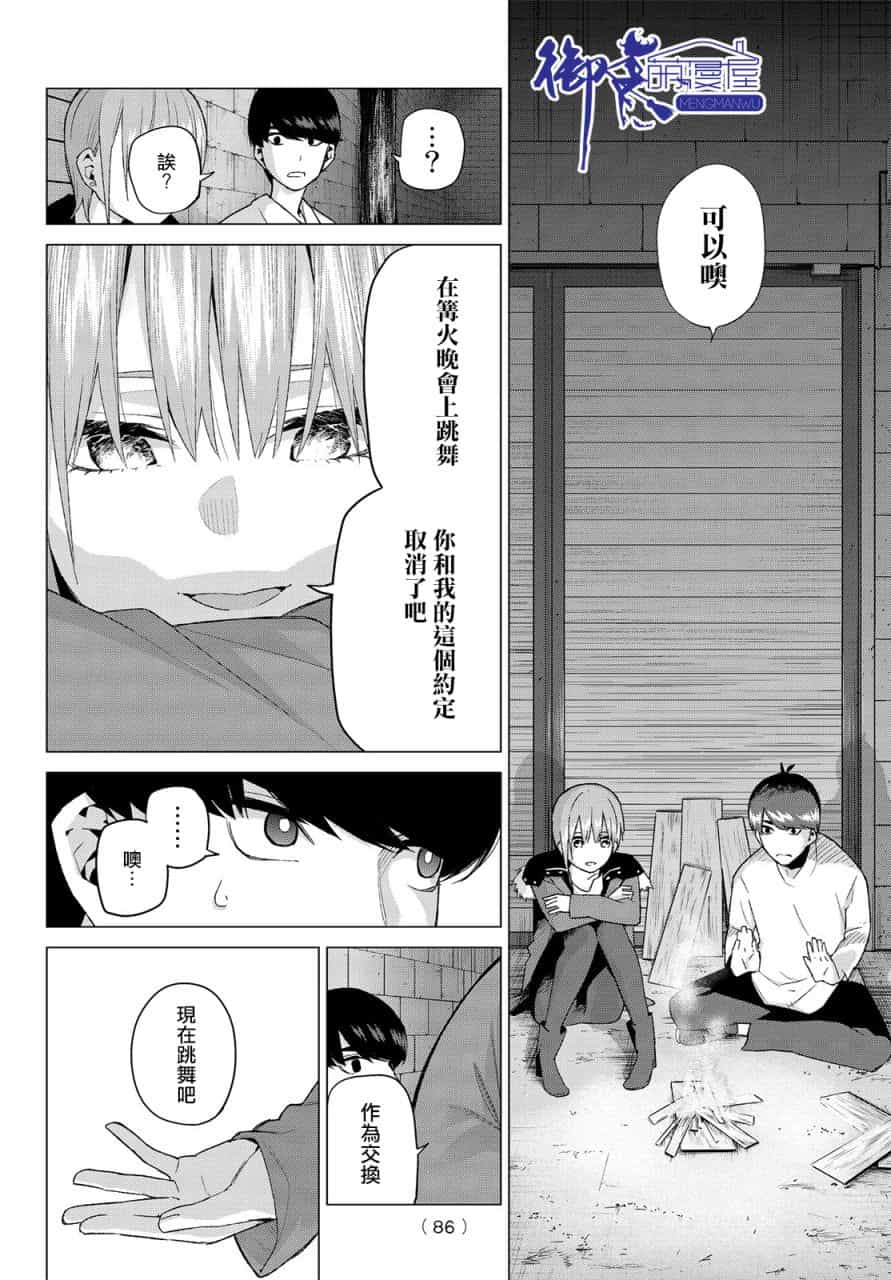 御萌漫屋
MENGMANWU
可以噢
…?
誒?
在篝火晚會上跳舞
你和我的這個約定
取消了吧
……
噢…
作為交換
現在跳舞吧
(86)